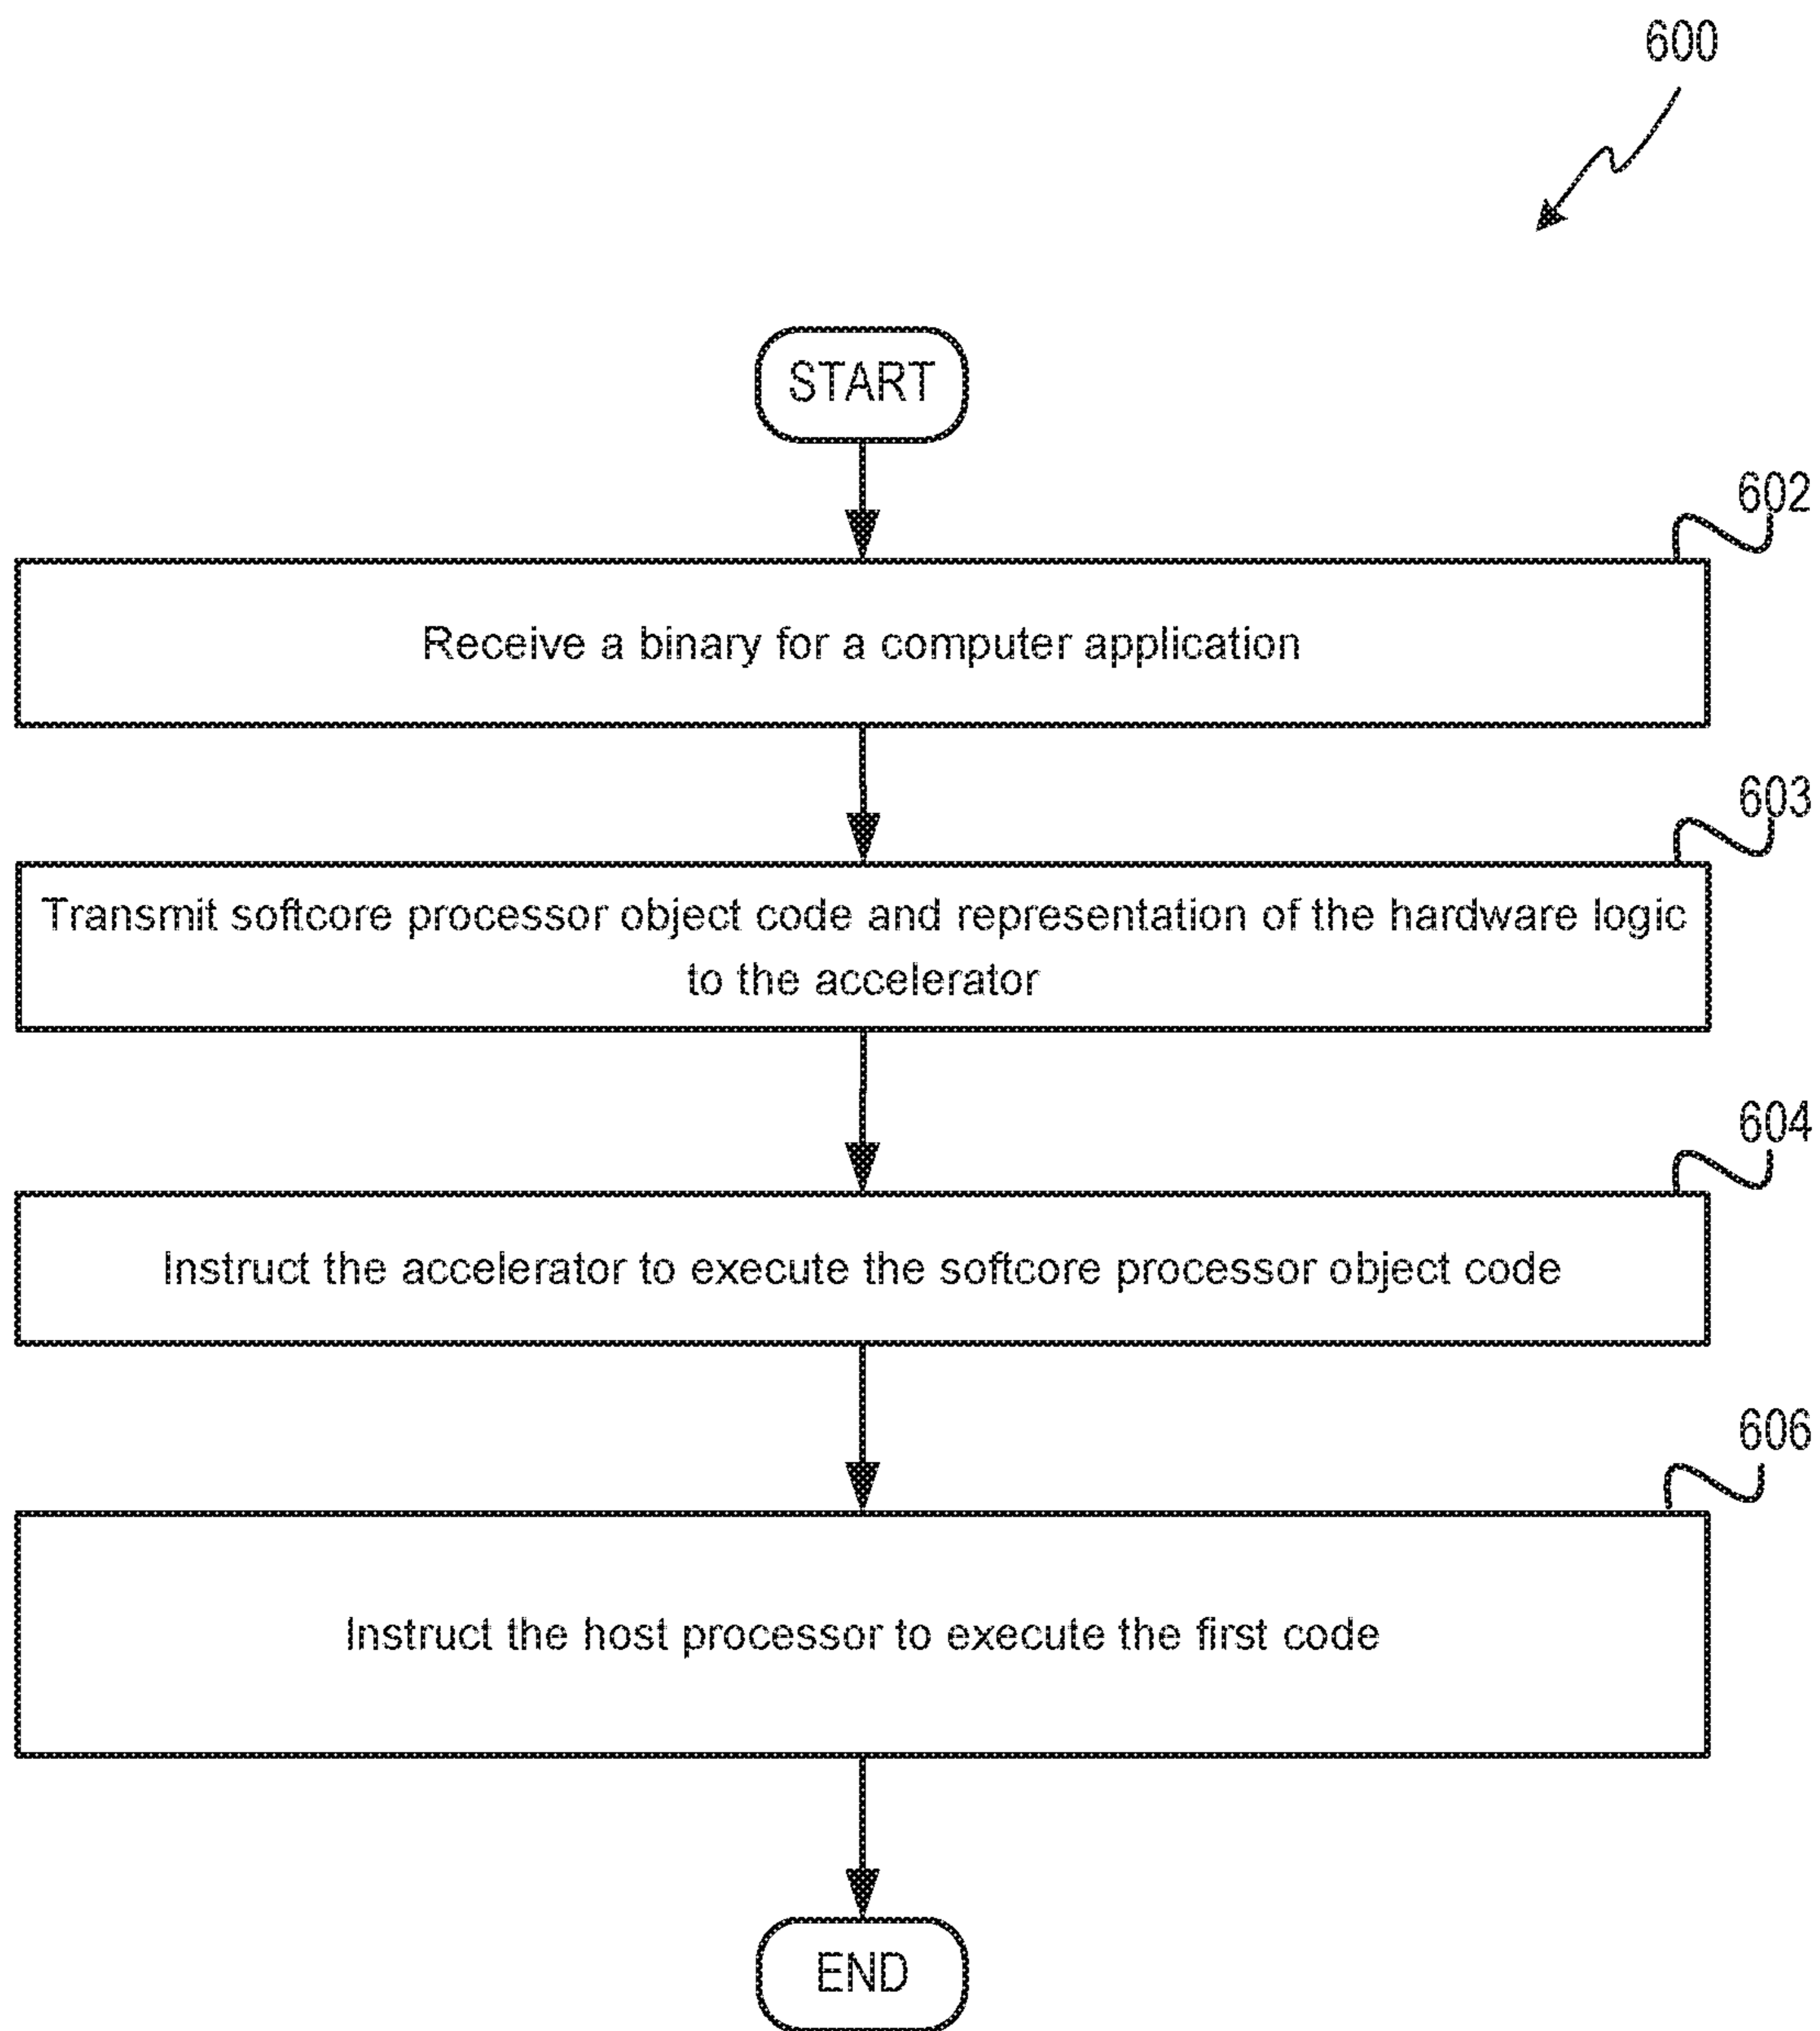 600
START
602
Receive a binary for a computer application
603
Transmit softcore processor object code and representation of the hardware logic
to the accelerator
604
Instruct the accelerator to execute the softcore processor object code
606
Instruct the host processor to execute the first code
END